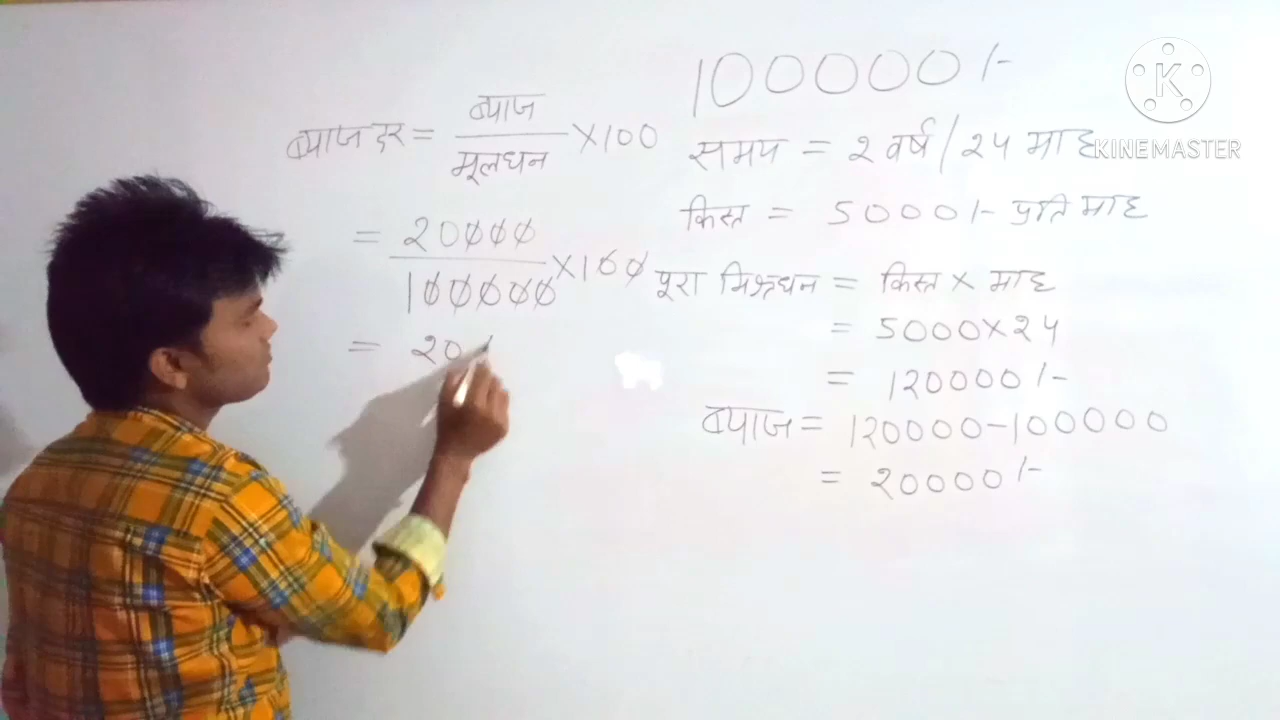 ब्याज दर = ब्याज / मूलधन × 100
= 20000 / 100000 × 100
= 20
100000/-
समय = 2 वर्ष / 24 माह
किस्त = 5000/- प्रति माह
पूरा मिश्रधन = किस्त × माह
= 5000×24
= 120000/-
ब्याज = 120000-100000
= 20000/-
K
KINEMASTER